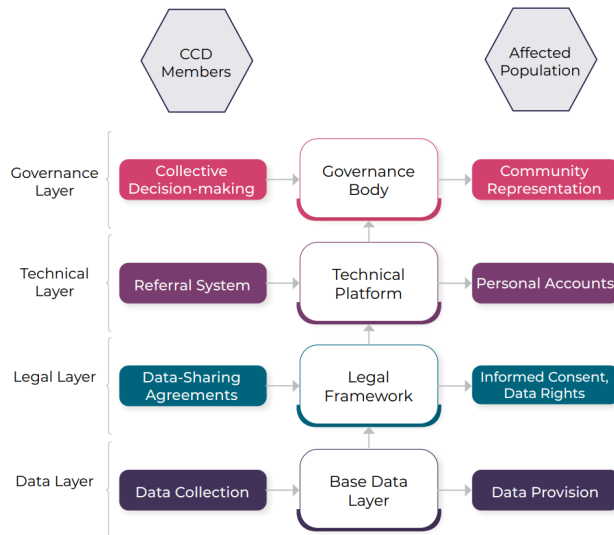 CCD
Members
Affected
Population
Governance
Layer
Collective
Decision-making
Governance
Body
Community
Representation
Technical
Layer
Referral System
Technical
Platform
Personal Accounts
Legal Layer
Data-Sharing
Agreements
Legal
Framework
Informed Consent,
Data Rights
Data Layer
Data Collection
Base Data
Layer
Data Provision